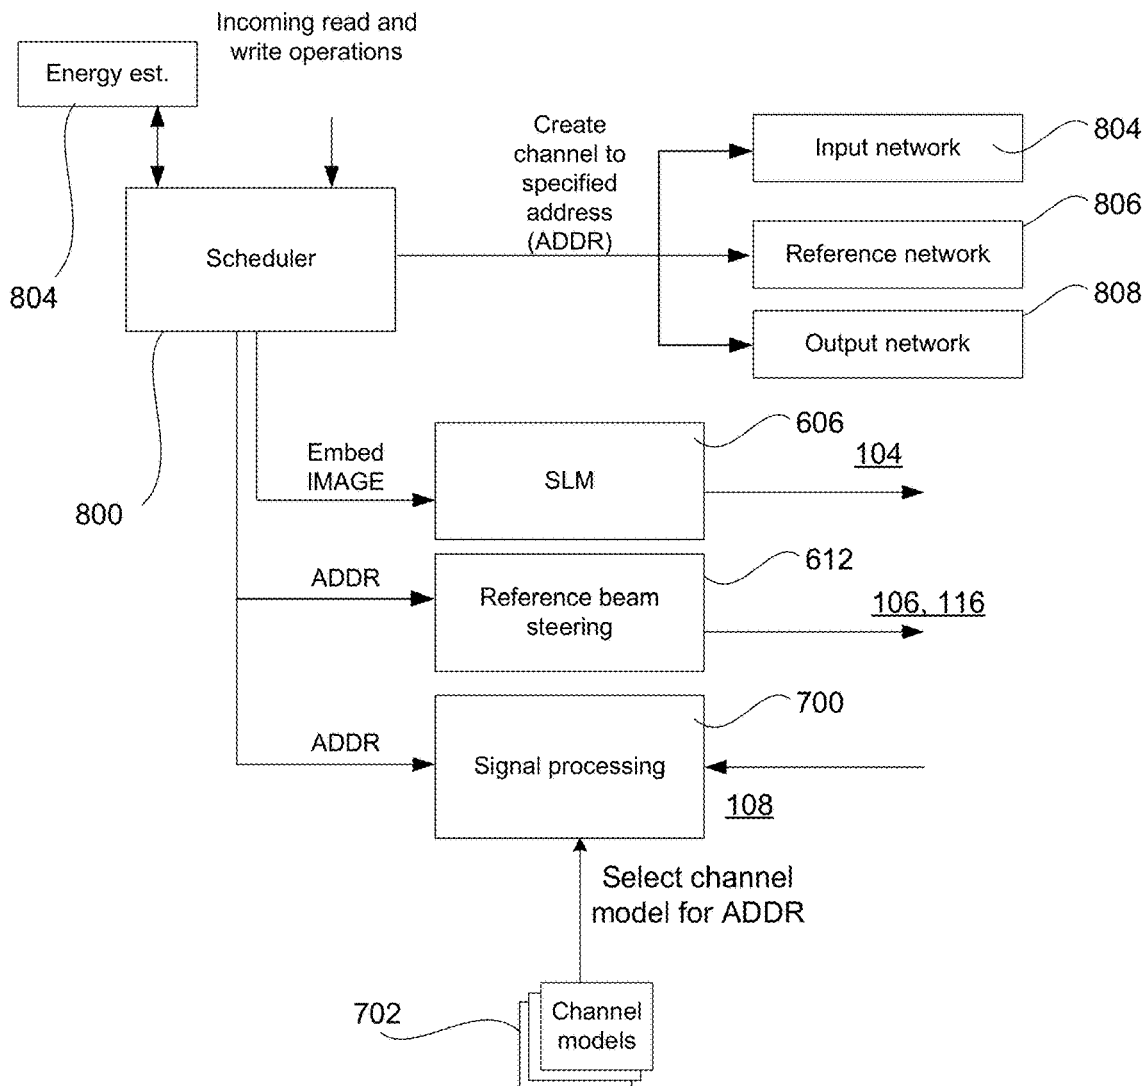 Incoming read and
write operations
Energy est.
804
Create
channel to
specified
address
(ADDR)
Input network
804
Scheduler
Reference network
806
Output network
808
800
Embed
IMAGE
SLM
606
104
ADDR
Reference beam
steering
612
106, 116
ADDR
Signal processing
700
108
Select channel
model for ADDR
702
Channel
models